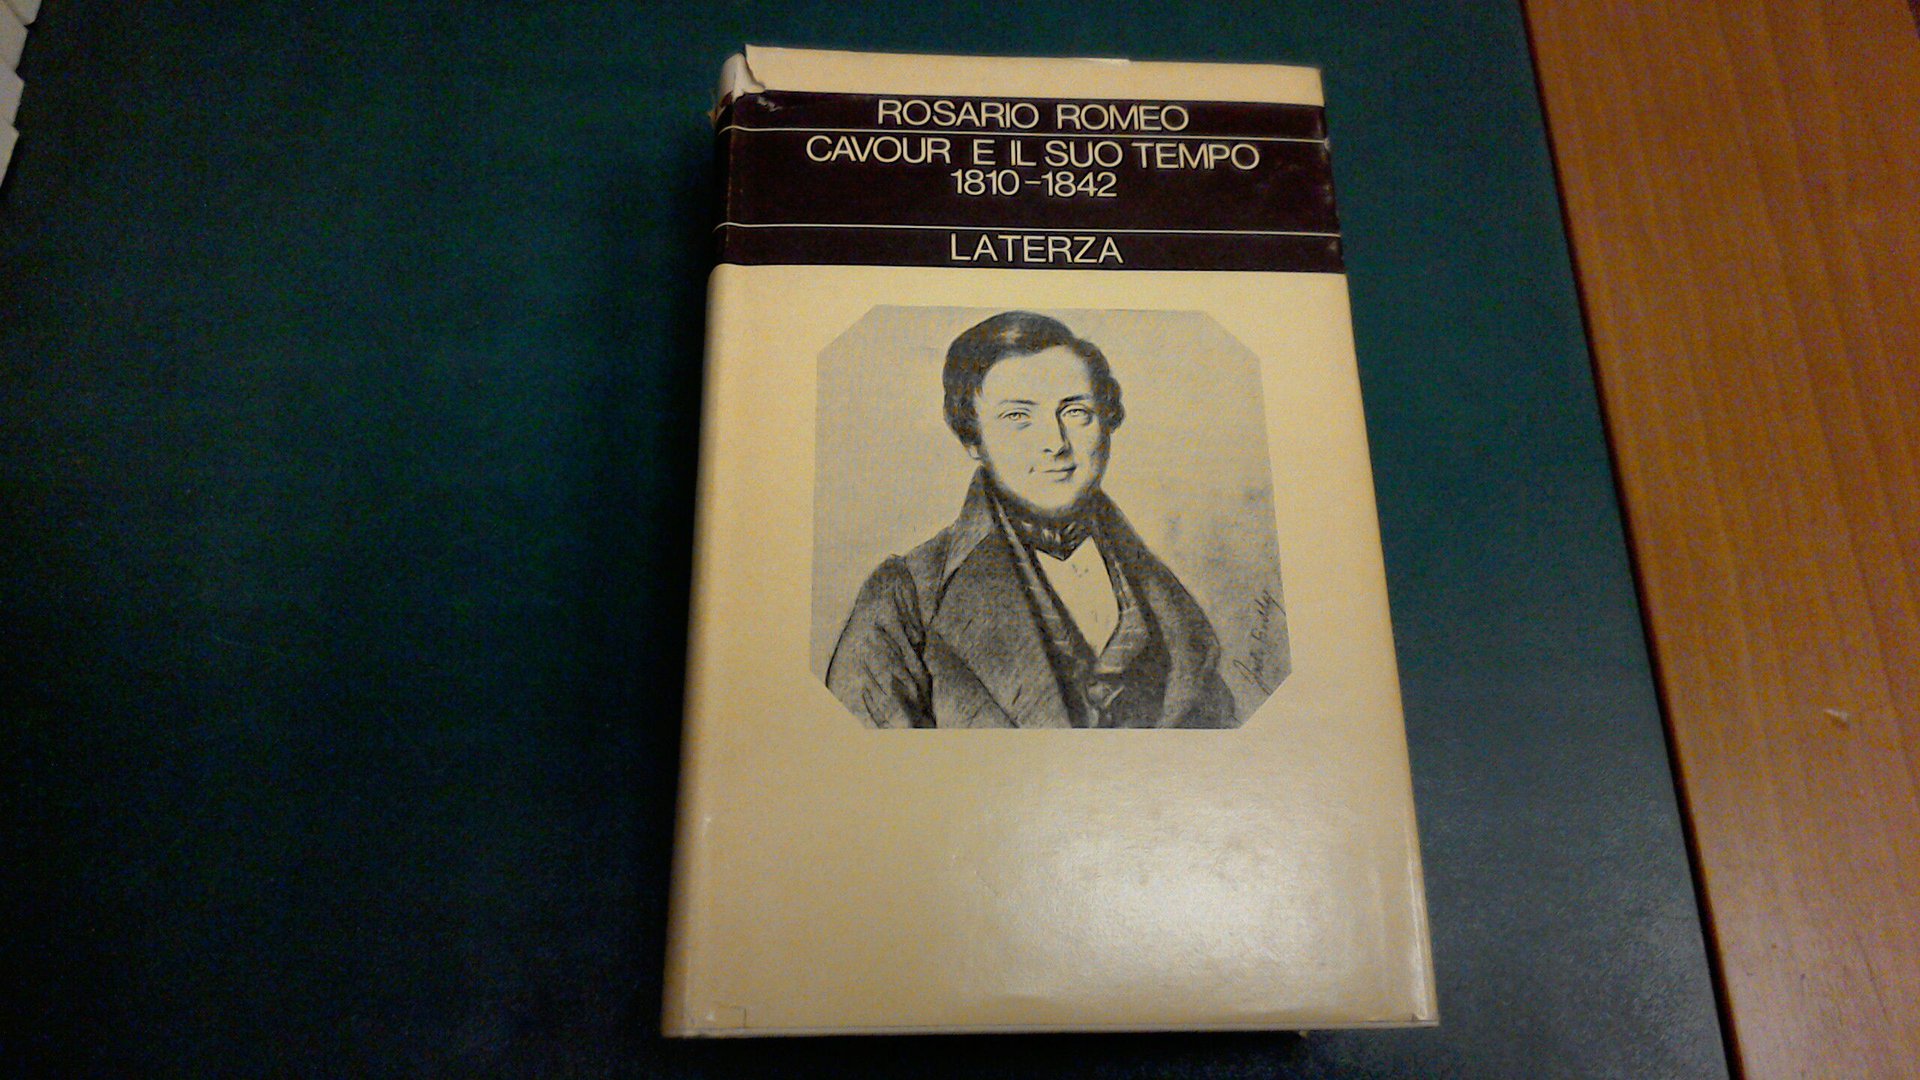 ROSARIO ROMEO
CAVOUR E IL SUO TEMPO
1810-1842
LATERZA